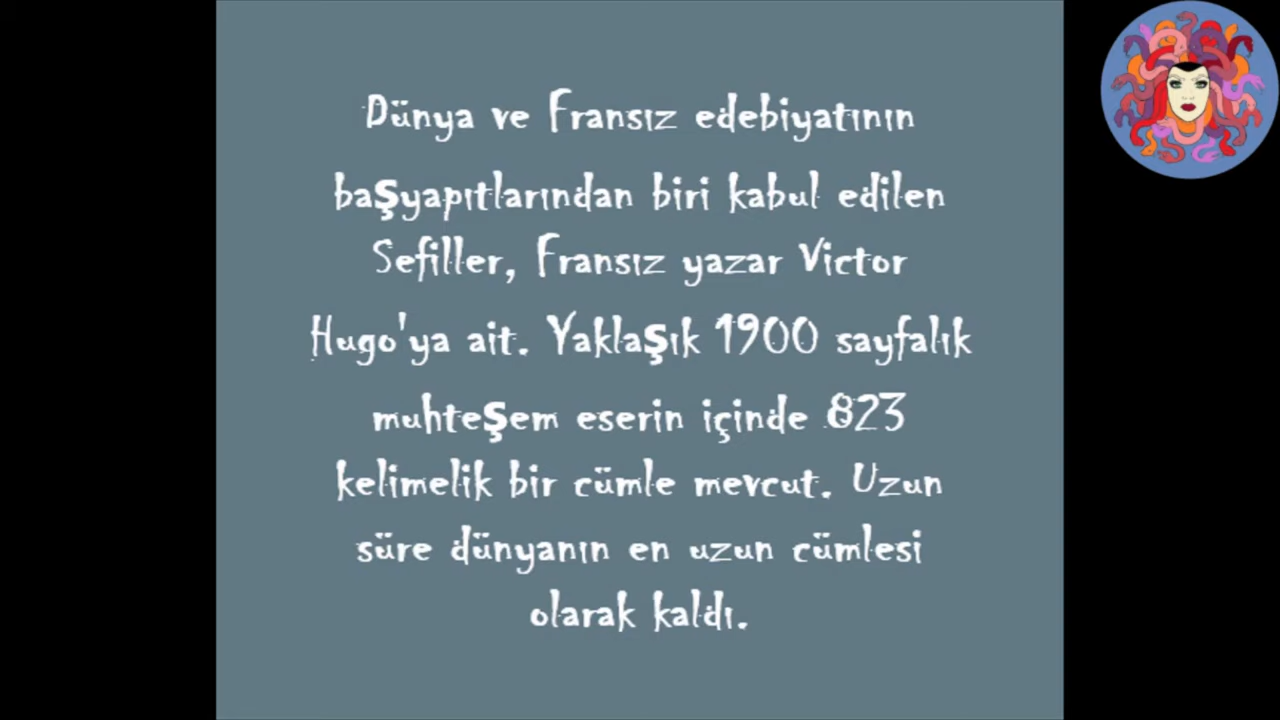 Dünya ve Fransız edebiyatının
başyapıtlarından biri kabul edilen
Sefiller, Fransız yazar Victor
Hugo'ya ait. Yaklaşık 1900 sayfalık
muhteşem eserin içinde 823
kelimelik bir cümle mevcut. Uzun
süre dünyanın en uzun cümlesi
olarak kaldı.